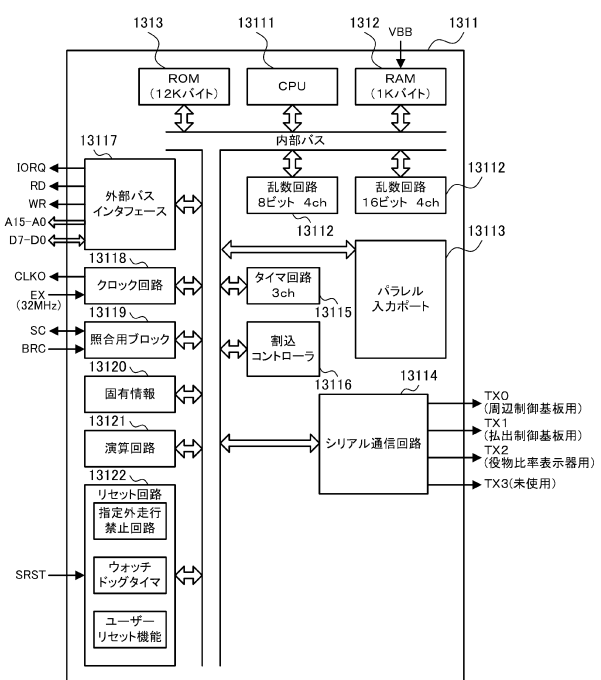 1313
13111
1312
1311
VBB
ROM
(12Kバイト)
CPU
RAM
(1Kバイト)
内部バス
13117
IORQ
RD
WR
A15-A0
D7-D0
外部バス
インタフェース
乱数回路
8ビット 4ch
13112
乱数回路
16ビット 4ch
13112
13113
パラレル
入力ポート
13118
CLKO
EX
(32MHz)
クロック回路
タイマ回路
3ch
13115
13119
SC
BRC
照合用ブロック
割込
コントローラ
13116
13120
固有情報
13114
シリアル通信回路
TX0
(周辺制御基板用)
TX1
(払出制御基板用)
TX2
(役物比率表示器用)
TX3(未使用)
13121
演算回路
13122
リセット回路
指定外走行
禁止回路
SRST
ウォッチ
ドッグタイマ
ユーザー
リセット機能